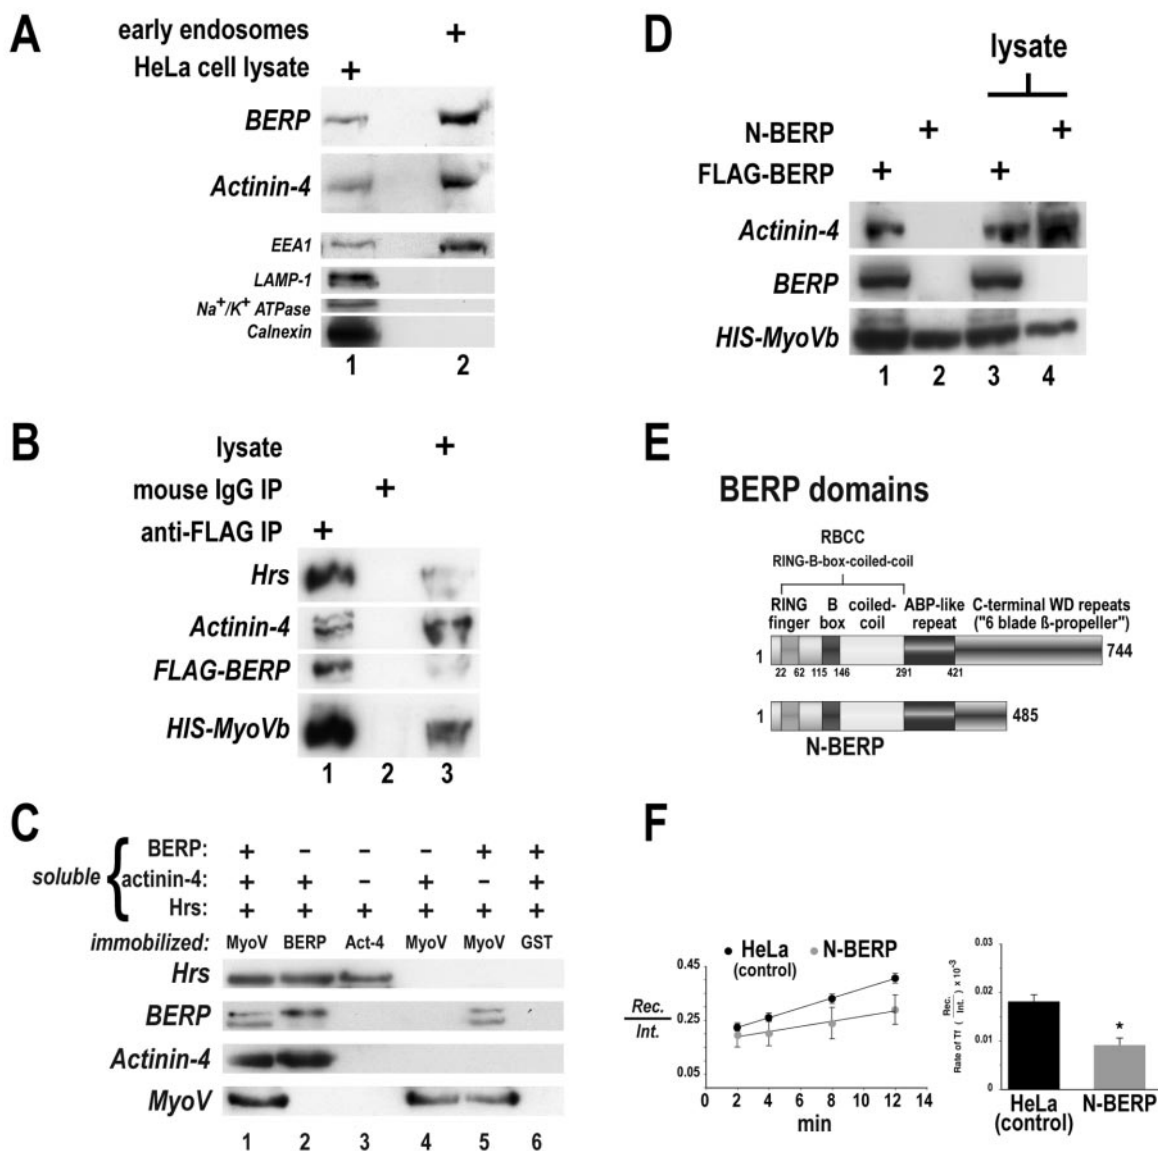 A
early endosomes +
HeLa cell lysate +
BERP
Actinin-4
EEA1
LAMP-1
Na+/K+ ATPase
Calnexin
1 2
B
lysate +
mouse IgG IP +
anti-FLAG IP +
Hrs
Actinin-4
FLAG-BERP
HIS-MyoVb
1 2 3
C
soluble {
BERP: + – – – + +
actinin-4: + + – + – +
Hrs: + + + + + +
immobilized: MyoV BERP Act-4 MyoV MyoV GST
Hrs
BERP
Actinin-4
MyoV
1 2 3 4 5 6
D
lysate
N-BERP + +
FLAG-BERP + +
Actinin-4
BERP
HIS-MyoVb
1 2 3 4
E
BERP domains
RBCC
RING-B-box-coiled-coil
RING B coiled- ABP-like C-terminal WD repeats
finger box coil repeat ("6 blade ß-propeller")
1 744
22 62 115 146 291 421
1 485
N-BERP
F
HeLa N-BERP
(control)
Rec.
Int.
0.45
0.25
0.05
0 2 4 6 8 10 12 14
min
Rate of Tf ( Rec. / Int. ) x 10-3
0.03
0.02
0.01
0
*
HeLa N-BERP
(control)